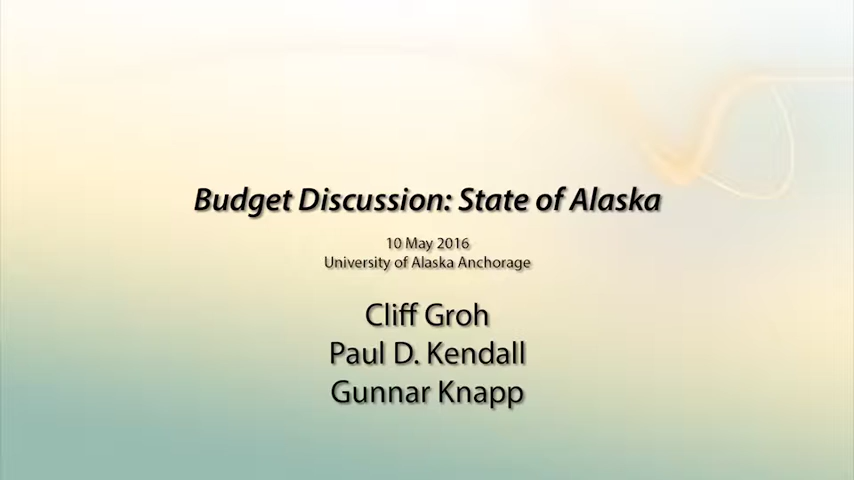 Budget Discussion: State of Alaska
10 May 2016
University of Alaska Anchorage
Cliff Groh
Paul D. Kendall
Gunnar Knapp